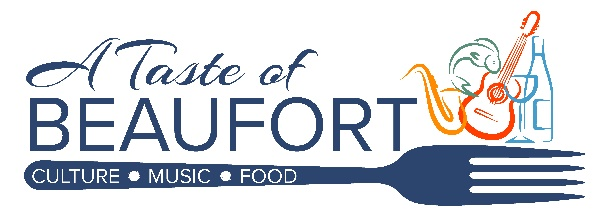 A Taste of
BEAUFORT
CULTURE ● MUSIC ● FOOD